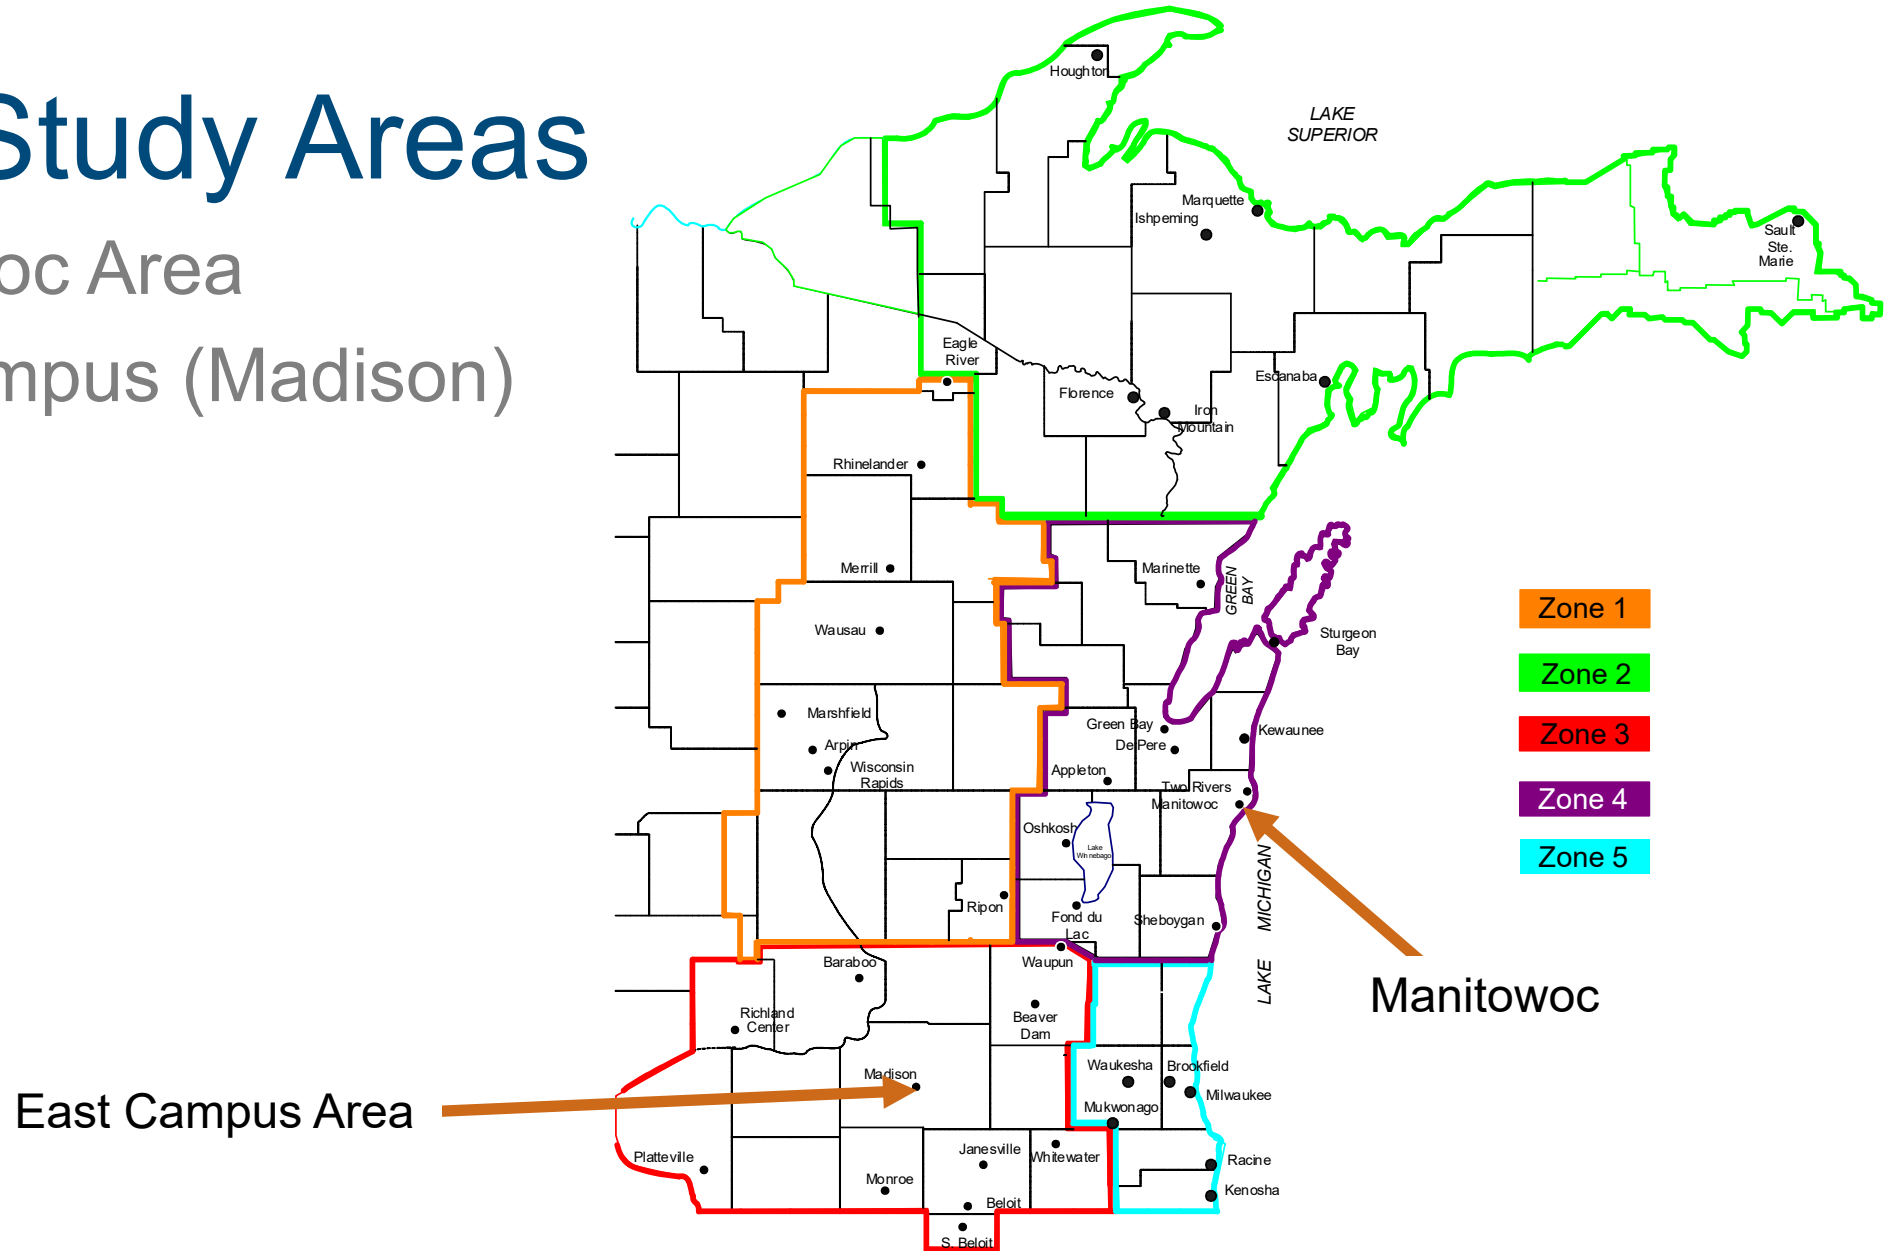 Study Areas
oc Area
mpus (Madison)
Houghton
LAKE
SUPERIOR
Marquette
Ishpeming
Sault
Ste.
Marie
Eagle
River
Escanaba
Florence
Iron
Mountain
Rhinelander
Merrill
Marinette
GREEN
BAY
Wausau
Sturgeon
Bay
Marshfield
Arpin
Wisconsin
Rapids
Green Bay
De Pere
Kewaunee
Appleton
Two Rivers
Manitowoc
Oshkosh
Lake
Winnebago
Ripon
Fond du
Lac
Sheboygan
LAKE MICHIGAN
Zone 1
Zone 2
Zone 3
Zone 4
Zone 5
Manitowoc
Baraboo
Waupun
Richland
Center
Beaver
Dam
Madison
Waukesha
Brookfield
Milwaukee
Mukwonago
East Campus Area
Platteville
Janesville
Whitewater
Racine
Monroe
Beloit
Kenosha
S. Beloit